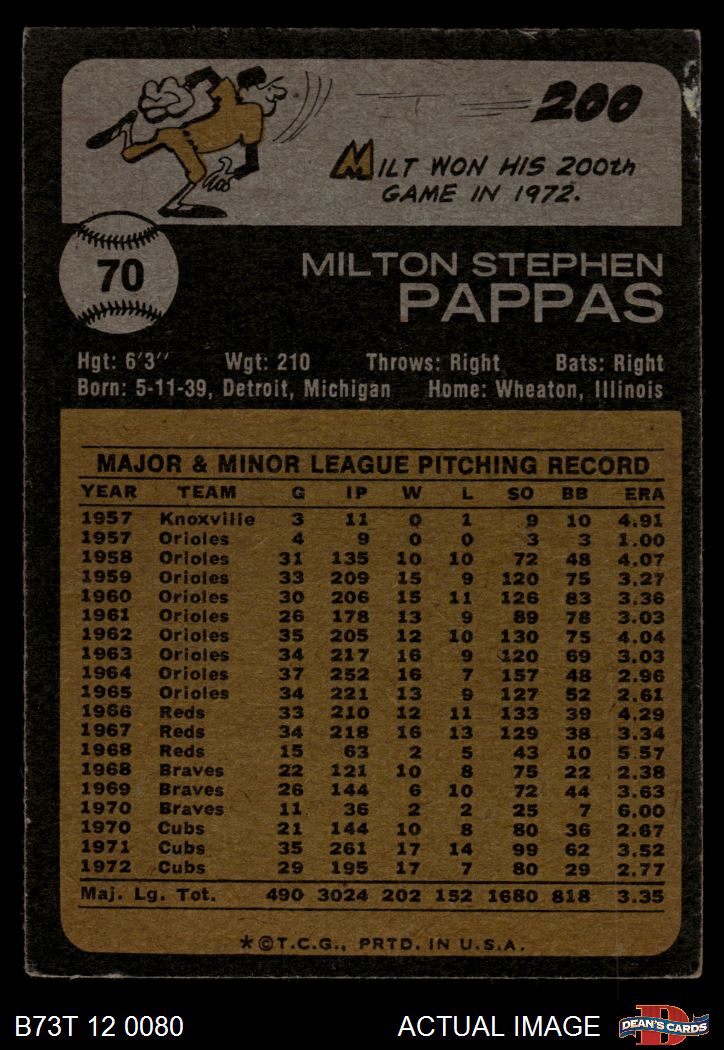 200
MILT WON HIS 200th
GAME IN 1972.
70
MILTON STEPHEN
PAPPAS
Hgt: 6'3" Wgt: 210 Throws: Right Bats: Right
Born: 5-11-39, Detroit, Michigan Home: Wheaton, Illinois
MAJOR & MINOR LEAGUE PITCHING RECORD
YEAR TEAM G IP W L SO BB ERA
1957 Knoxville 3 11 0 1 9 10 4.91
1957 Orioles 4 9 0 0 3 3 1.00
1958 Orioles 31 135 10 10 72 48 4.07
1959 Orioles 33 209 15 9 120 75 3.27
1960 Orioles 30 206 15 11 126 83 3.36
1961 Orioles 26 178 13 9 89 78 3.03
1962 Orioles 35 205 12 10 130 75 4.04
1963 Orioles 34 217 16 9 120 69 3.03
1964 Orioles 37 252 16 7 157 48 2.96
1965 Orioles 34 221 13 9 127 52 2.61
1966 Reds 33 210 12 11 133 39 4.29
1967 Reds 34 218 16 13 129 38 3.34
1968 Reds 15 63 2 5 43 10 5.57
1968 Braves 22 121 10 8 75 22 2.38
1969 Braves 26 144 6 10 72 44 3.63
1970 Braves 11 36 2 2 25 7 6.00
1970 Cubs 21 144 10 8 80 36 2.67
1971 Cubs 35 261 17 14 99 62 3.52
1972 Cubs 29 195 17 7 80 29 2.77
Maj. Lg. Tot. 490 3024 202 152 1680 818 3.35
*©T.C.G., PRTD. IN U.S.A.
B73T 12 0080 ACTUAL IMAGE DEAN'S CARDS